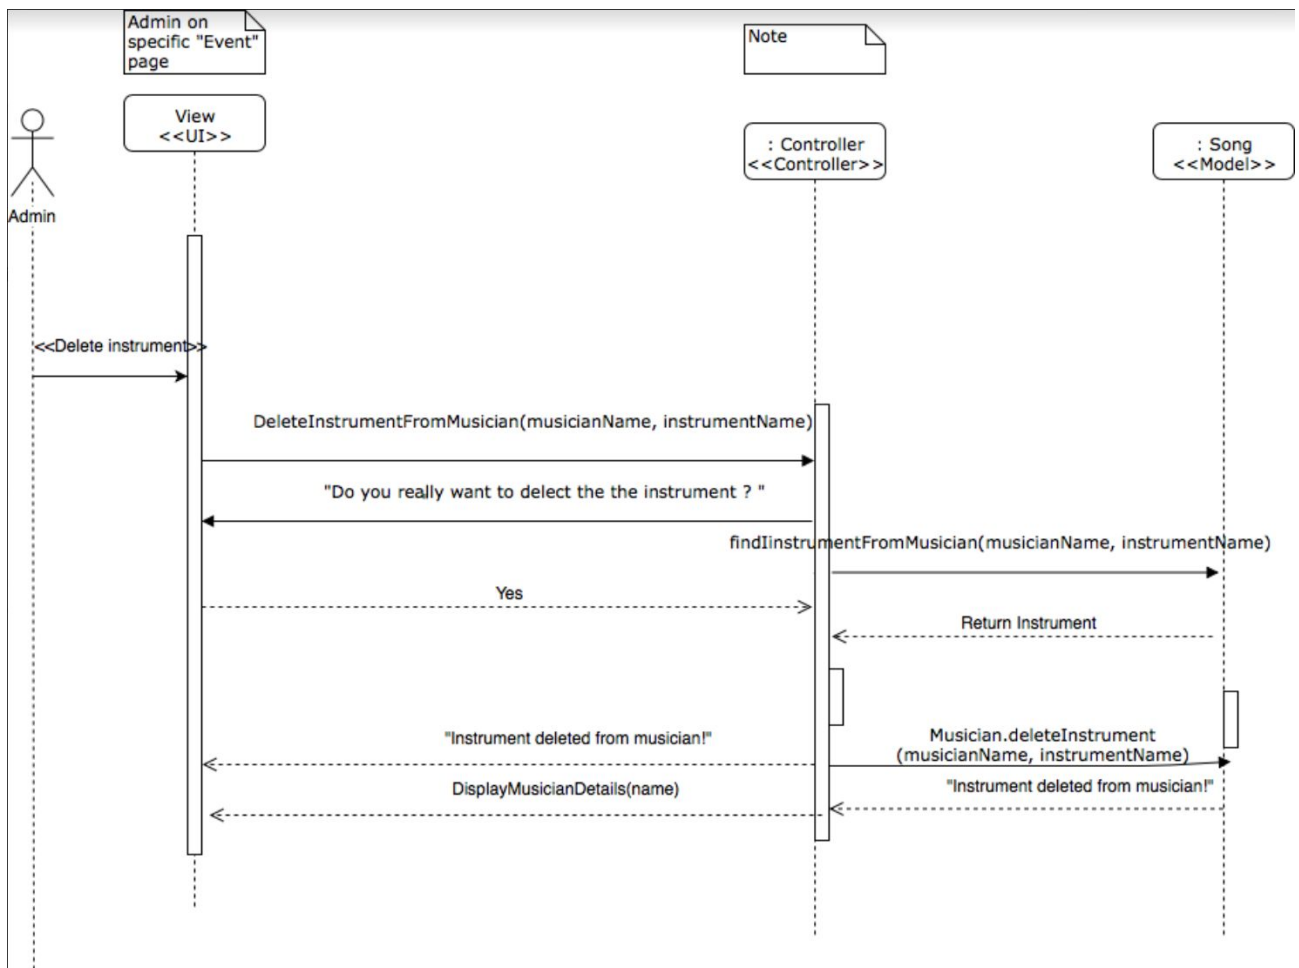 Admin on
specific "Event"
page
Note
View
<<UI>>
: Controller
<<Controller>>
: Song
<<Model>>
Admin
<<Delete instrument>>
DeleteInstrumentFromMusician(musicianName, instrumentName)
"Do you really want to delect the the instrument ? "
findIinstrumentFromMusician(musicianName, instrumentName)
Yes
Return Instrument
"Instrument deleted from musician!"
Musician.deleteInstrument
(musicianName, instrumentName)
DisplayMusicianDetails(name)
"Instrument deleted from musician!"